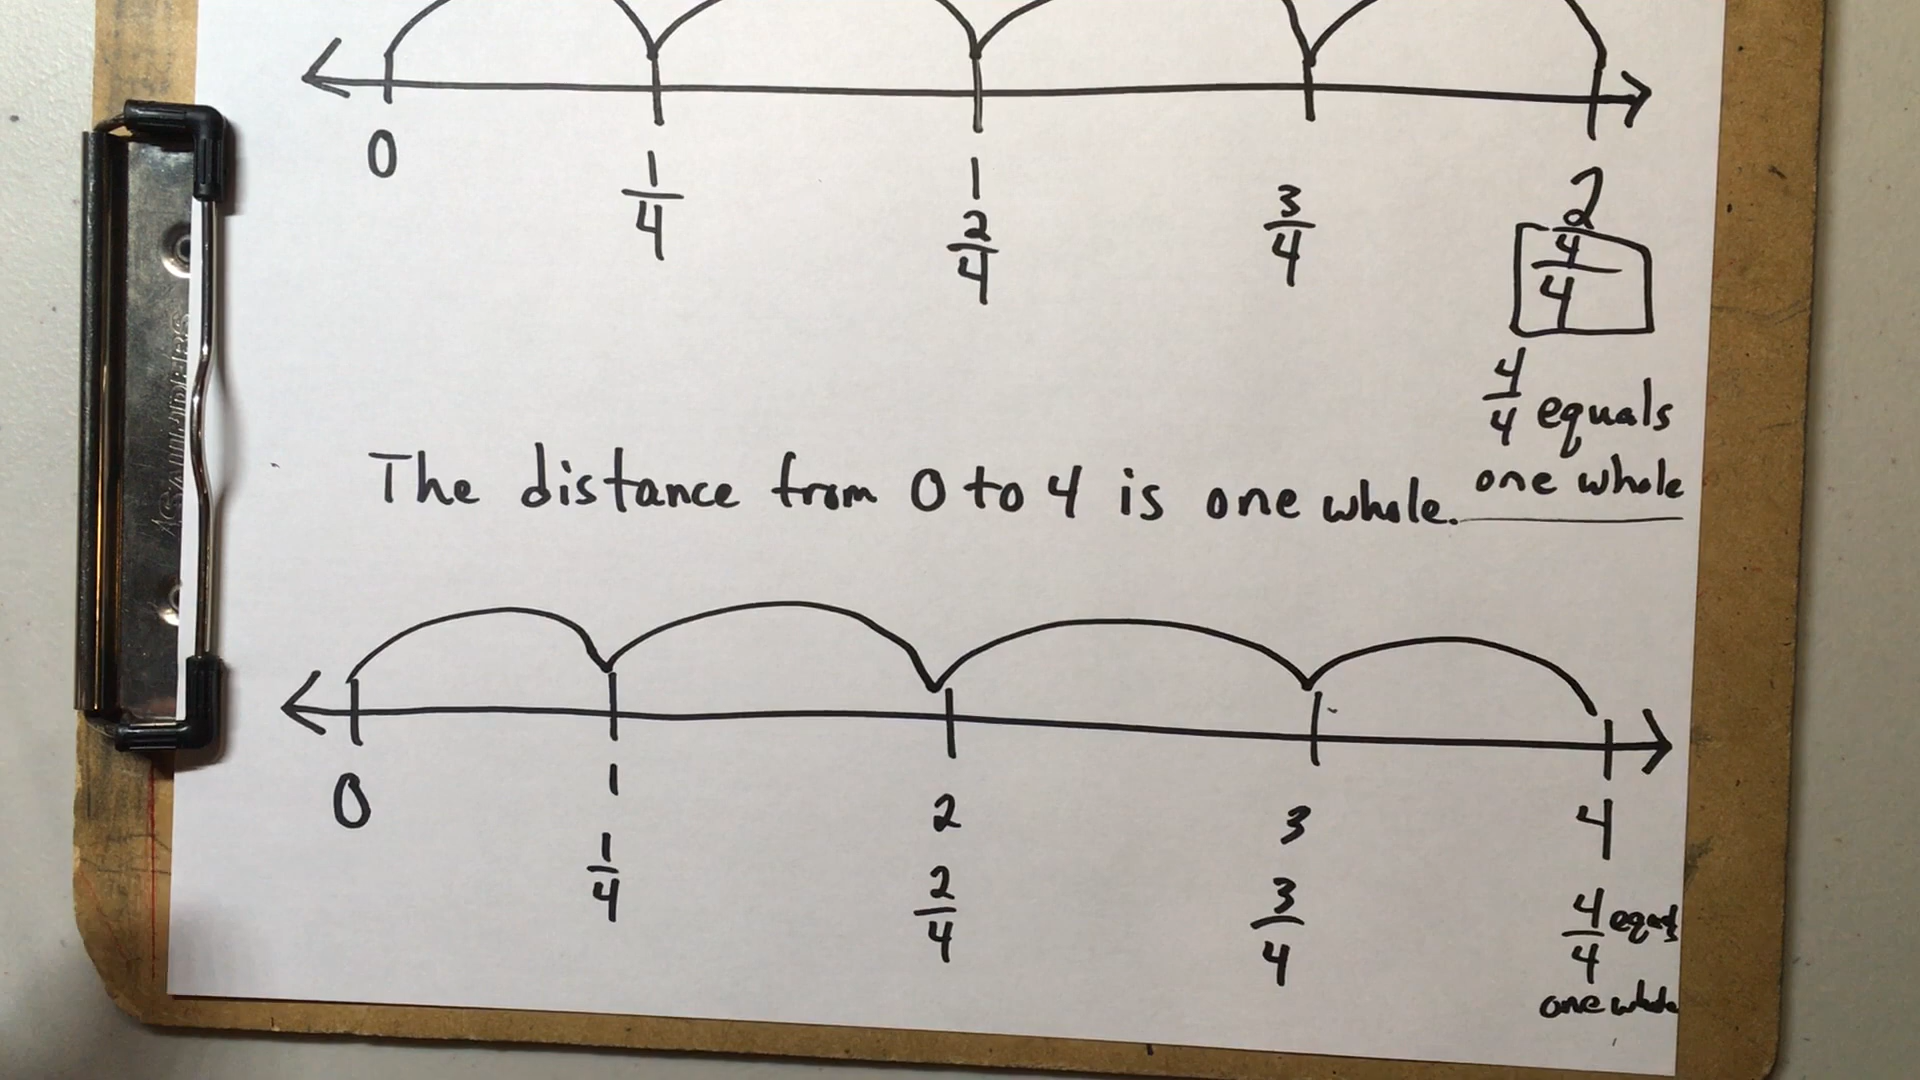 0 1/4 1 2/4 3/4 2 4/4
4/4 equals
one whole
The distance from 0 to 4 is one whole.
0 1 2 3 4
1/4 2/4 3/4 4/4 equals
one whole